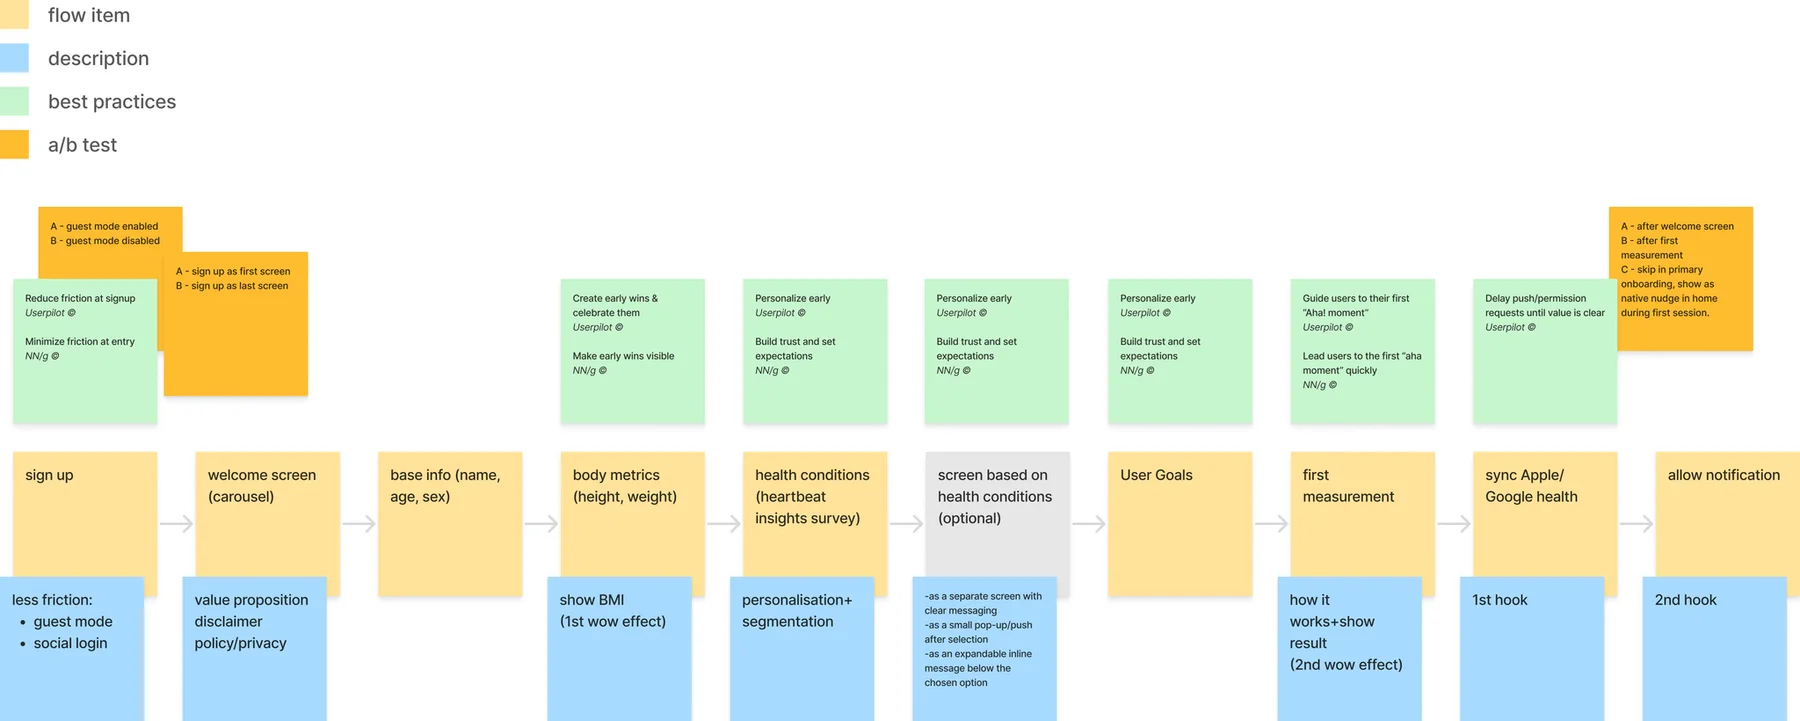 flow item
description
best practices
a/b test
A - guest mode enabled
B - guest mode disabled
A - sign up as first screen
B - sign up as last screen
A - after welcome screen
B - after first
measurement
C - skip in primary
onboarding, show as
native nudge in home
during first session.
Reduce friction at signup
Userpilot ©
Minimize friction at entry
NN/g ©
Create early wins &
celebrate them
Userpilot ©
Make early wins visible
NN/g ©
Personalize early
Userpilot ©
Build trust and set
expectations
NN/g ©
Personalize early
Userpilot ©
Build trust and set
expectations
NN/g ©
Personalize early
Userpilot ©
Build trust and set
expectations
NN/g ©
Guide users to their first
“Aha! moment”
Userpilot ©
Lead users to the first “aha
moment” quickly
NN/g ©
Delay push/permission
requests until value is clear
Userpilot ©
sign up
welcome screen
(carousel)
base info (name,
age, sex)
body metrics
(height, weight)
health conditions
(heartbeat
insights survey)
screen based on
health conditions
(optional)
User Goals
first
measurement
sync Apple/
Google health
allow notification
less friction:
• guest mode
• social login
value proposition
disclaimer
policy/privacy
show BMI
(1st wow effect)
personalisation+
segmentation
-as a separate screen with
clear messaging
-as a small pop-up/push
after selection
-as an expandable inline
message below the
chosen option
how it
works+show
result
(2nd wow effect)
1st hook
2nd hook